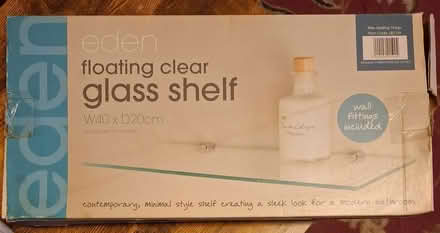 eden
eden
floating clear
glass shelf
W40 x D20cm
wall
fittings
included
contemporary, minimal style shelf creating a sleek look for a modern bathroom